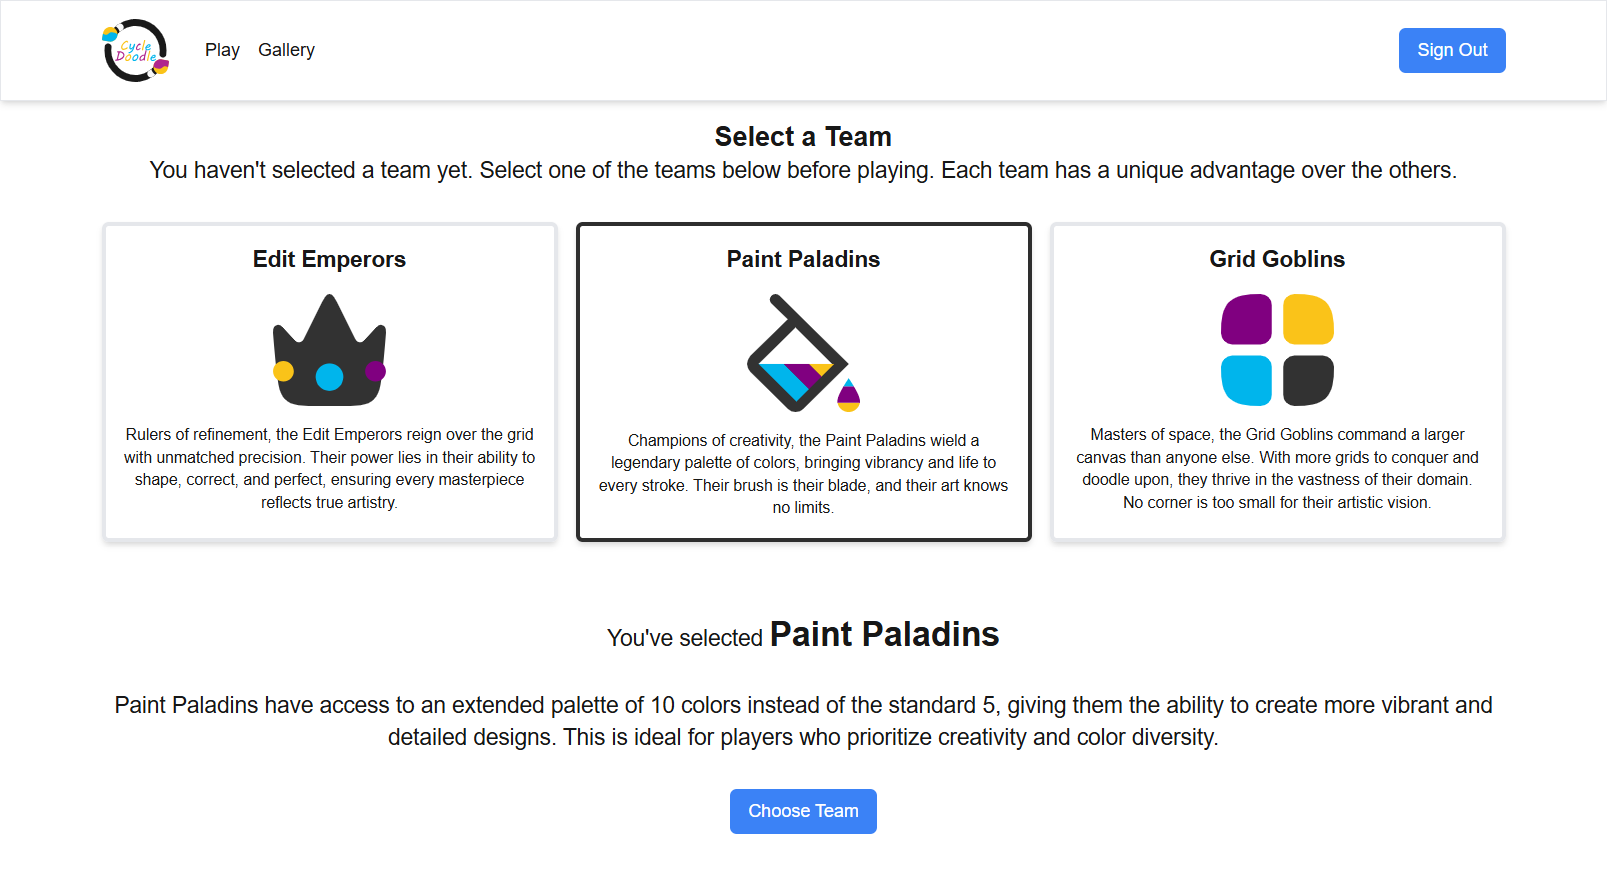 Cycle
Doodle
Play
Gallery
Sign Out
Select a Team
You haven't selected a team yet. Select one of the teams below before playing. Each team has a unique advantage over the others.
Edit Emperors
Rulers of refinement, the Edit Emperors reign over the grid
with unmatched precision. Their power lies in their ability to
shape, correct, and perfect, ensuring every masterpiece
reflects true artistry.
Paint Paladins
Champions of creativity, the Paint Paladins wield a
legendary palette of colors, bringing vibrancy and life to
every stroke. Their brush is their blade, and their art knows
no limits.
Grid Goblins
Masters of space, the Grid Goblins command a larger
canvas than anyone else. With more grids to conquer and
doodle upon, they thrive in the vastness of their domain.
No corner is too small for their artistic vision.
You've selected Paint Paladins
Paint Paladins have access to an extended palette of 10 colors instead of the standard 5, giving them the ability to create more vibrant and
detailed designs. This is ideal for players who prioritize creativity and color diversity.
Choose Team